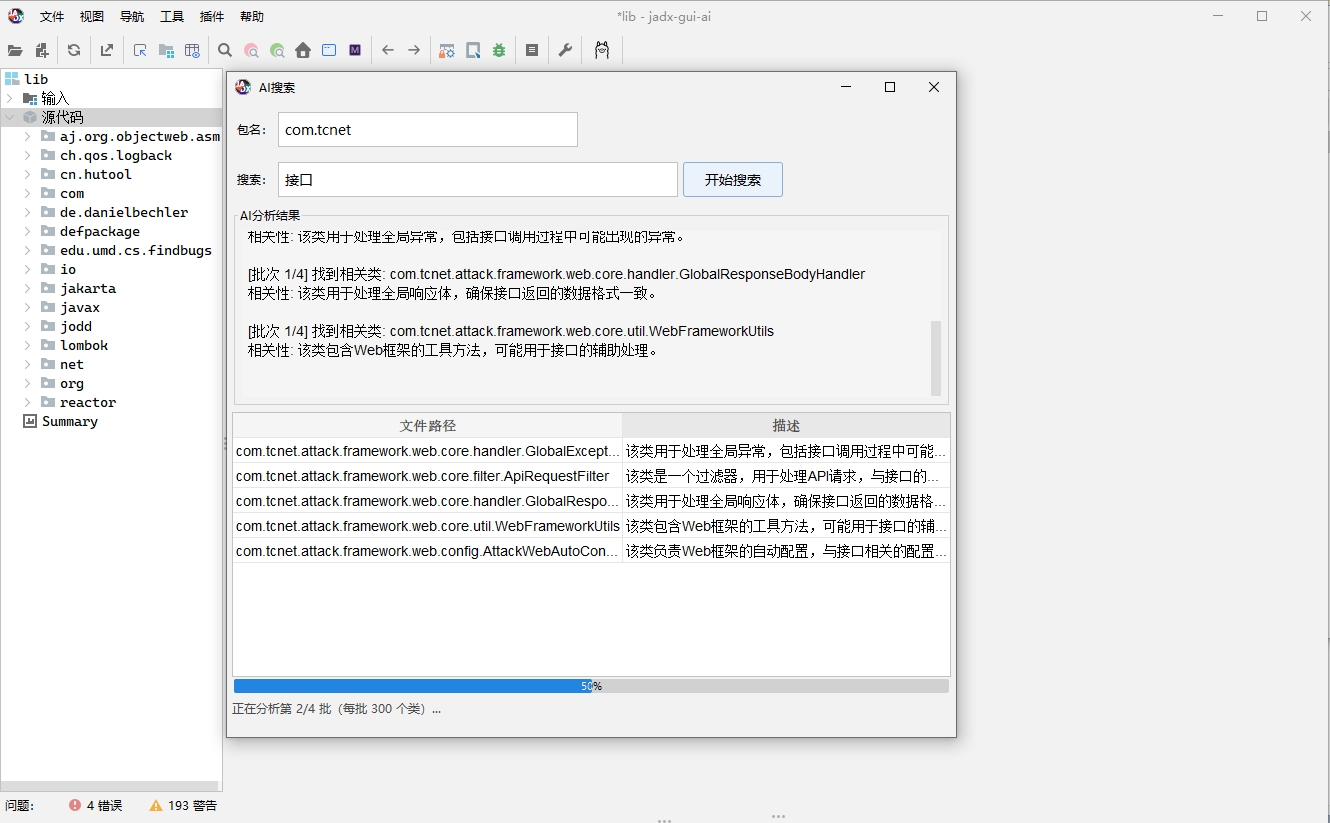 文件 视图 导航 工具 插件 帮助
*lib - jadx-gui-ai
lib
输入
源代码
aj.org.objectweb.asm
ch.qos.logback
cn.hutool
com
de.danielbechler
defpackage
edu.umd.cs.findbugs
io
jakarta
javax
jodd
lombok
net
org
reactor
Summary
问题: 4 错误 193 警告
AI搜索
包名: com.tcnet
搜索: 接口 开始搜索
AI分析结果
相关性: 该类用于处理全局异常，包括接口调用过程中可能出现的异常。
[批次 1/4] 找到相关类: com.tcnet.attack.framework.web.core.handler.GlobalResponseBodyHandler
相关性: 该类用于处理全局响应体，确保接口返回的数据格式一致。
[批次 1/4] 找到相关类: com.tcnet.attack.framework.web.core.util.WebFrameworkUtils
相关性: 该类包含Web框架的工具方法，可能用于接口的辅助处理。
文件路径 描述
com.tcnet.attack.framework.web.core.handler.GlobalExcept... 该类用于处理全局异常，包括接口调用过程中可能...
com.tcnet.attack.framework.web.core.filter.ApiRequestFilter 该类是一个过滤器，用于处理API请求，与接口的...
com.tcnet.attack.framework.web.core.handler.GlobalRespo... 该类用于处理全局响应体，确保接口返回的数据格...
com.tcnet.attack.framework.web.core.util.WebFrameworkUtils 该类包含Web框架的工具方法，可能用于接口的辅...
com.tcnet.attack.framework.web.config.AttackWebAutoCon... 该类负责Web框架的自动配置，与接口相关的配置...
50%
正在分析第 2/4 批（每批 300 个类）...